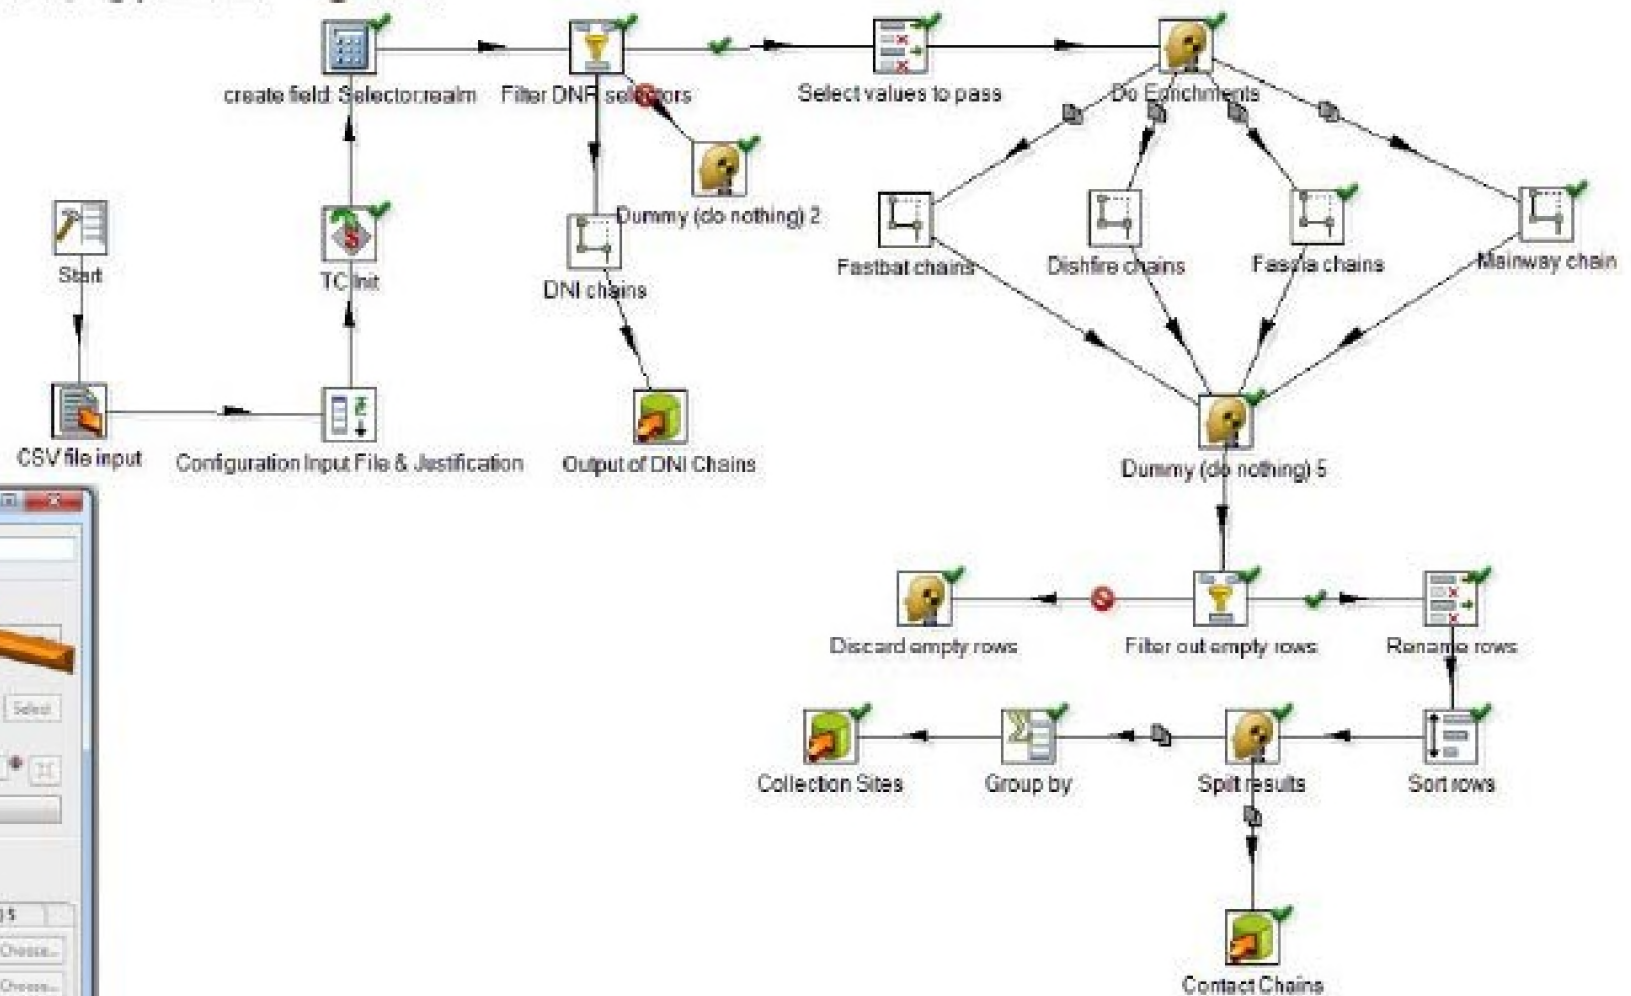 create field: Selector:realm
Filter DNR selectors
Select values to pass
Do Enrichments
Dummy (do nothing) 2
Start
TC Init
DNI chains
Fastbat chains
Dishfire chains
Fascia chains
Mainway chain
CSV file input
Configuration Input File & Justification
Output of DNI Chains
Dummy (do nothing) 5
Discard empty rows
Filter out empty rows
Rename rows
Select
Collection Sites
Group by
Split results
Sort rows
Choose...
Choose...
Contact Chains